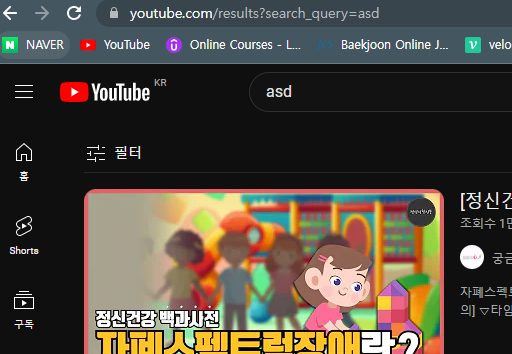 youtube.com/results?search_query=asd
NAVER
YouTube
Online Courses - L...
Baekjoon Online J...
velo
YouTube KR
asd
필터
홈
Shorts
구독
정신건강 백과사전
자폐스펙트럼장애란?
[정신건
조회수 1만
궁금
자폐스펙트
의] ▽타임